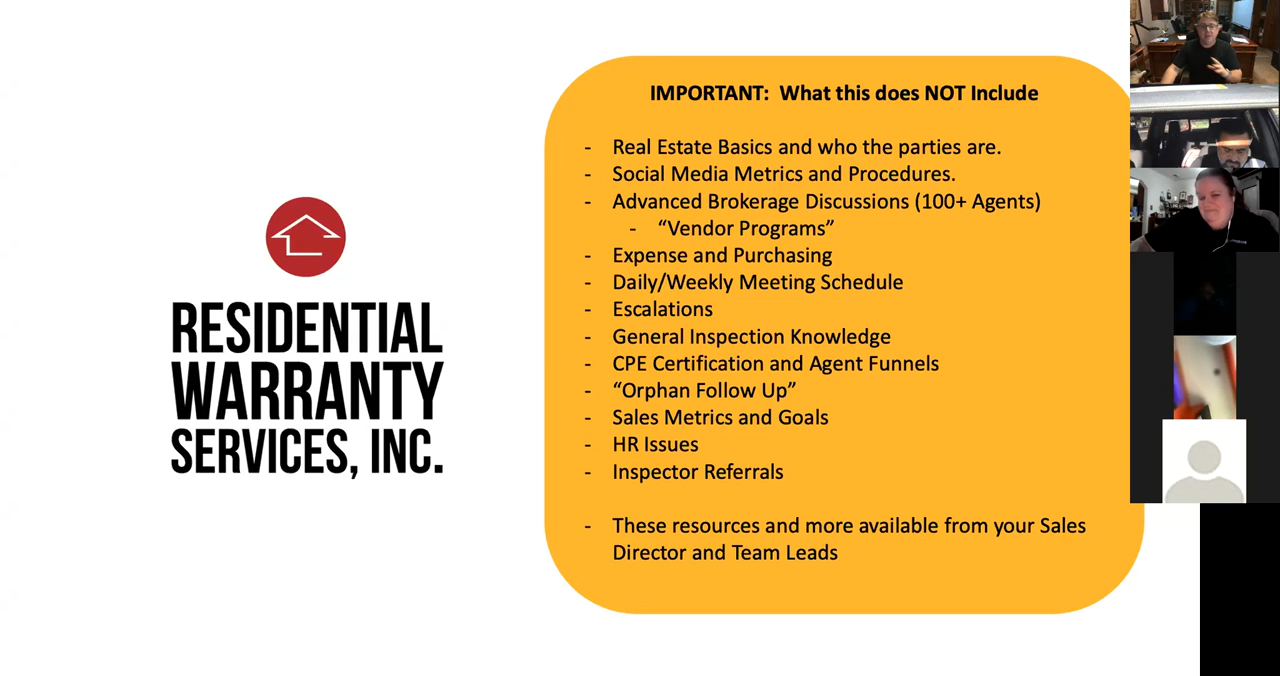 RESIDENTIAL
WARRANTY
SERVICES, INC.
IMPORTANT:  What this does NOT Include
- Real Estate Basics and who the parties are.
- Social Media Metrics and Procedures.
- Advanced Brokerage Discussions (100+ Agents)
- “Vendor Programs”
- Expense and Purchasing
- Daily/Weekly Meeting Schedule
- Escalations
- General Inspection Knowledge
- CPE Certification and Agent Funnels
- “Orphan Follow Up”
- Sales Metrics and Goals
- HR Issues
- Inspector Referrals
- These resources and more available from your Sales
Director and Team Leads